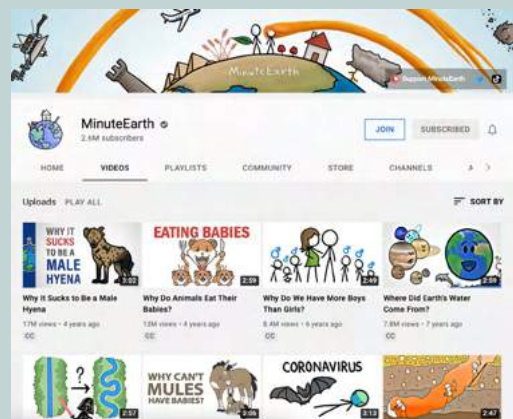 MinuteEarth
Support MinuteEarth
MinuteEarth
2.6M subscribers
JOIN
SUBSCRIBED
HOME
VIDEOS
PLAYLISTS
COMMUNITY
STORE
CHANNELS
A
Uploads PLAY ALL
SORT BY
WHY IT
SUCKS
TO BE A
MALE
HYENA
3:02
EATING BABIES
2:59
2:49
2:59
Why It Sucks to Be a Male
Hyena
17M views • 4 years ago
CC
Why Do Animals Eat Their
Babies?
13M views • 4 years ago
CC
Why Do We Have More Boys
Than Girls?
8.4M views • 6 years ago
CC
Where Did Earth's Water
Come From?
7.8M views • 7 years ago
CC
?
2:57
WHY CAN'T
MULES
HAVE BABIES?
3:06
CORONAVIRUS
3:13
2:47